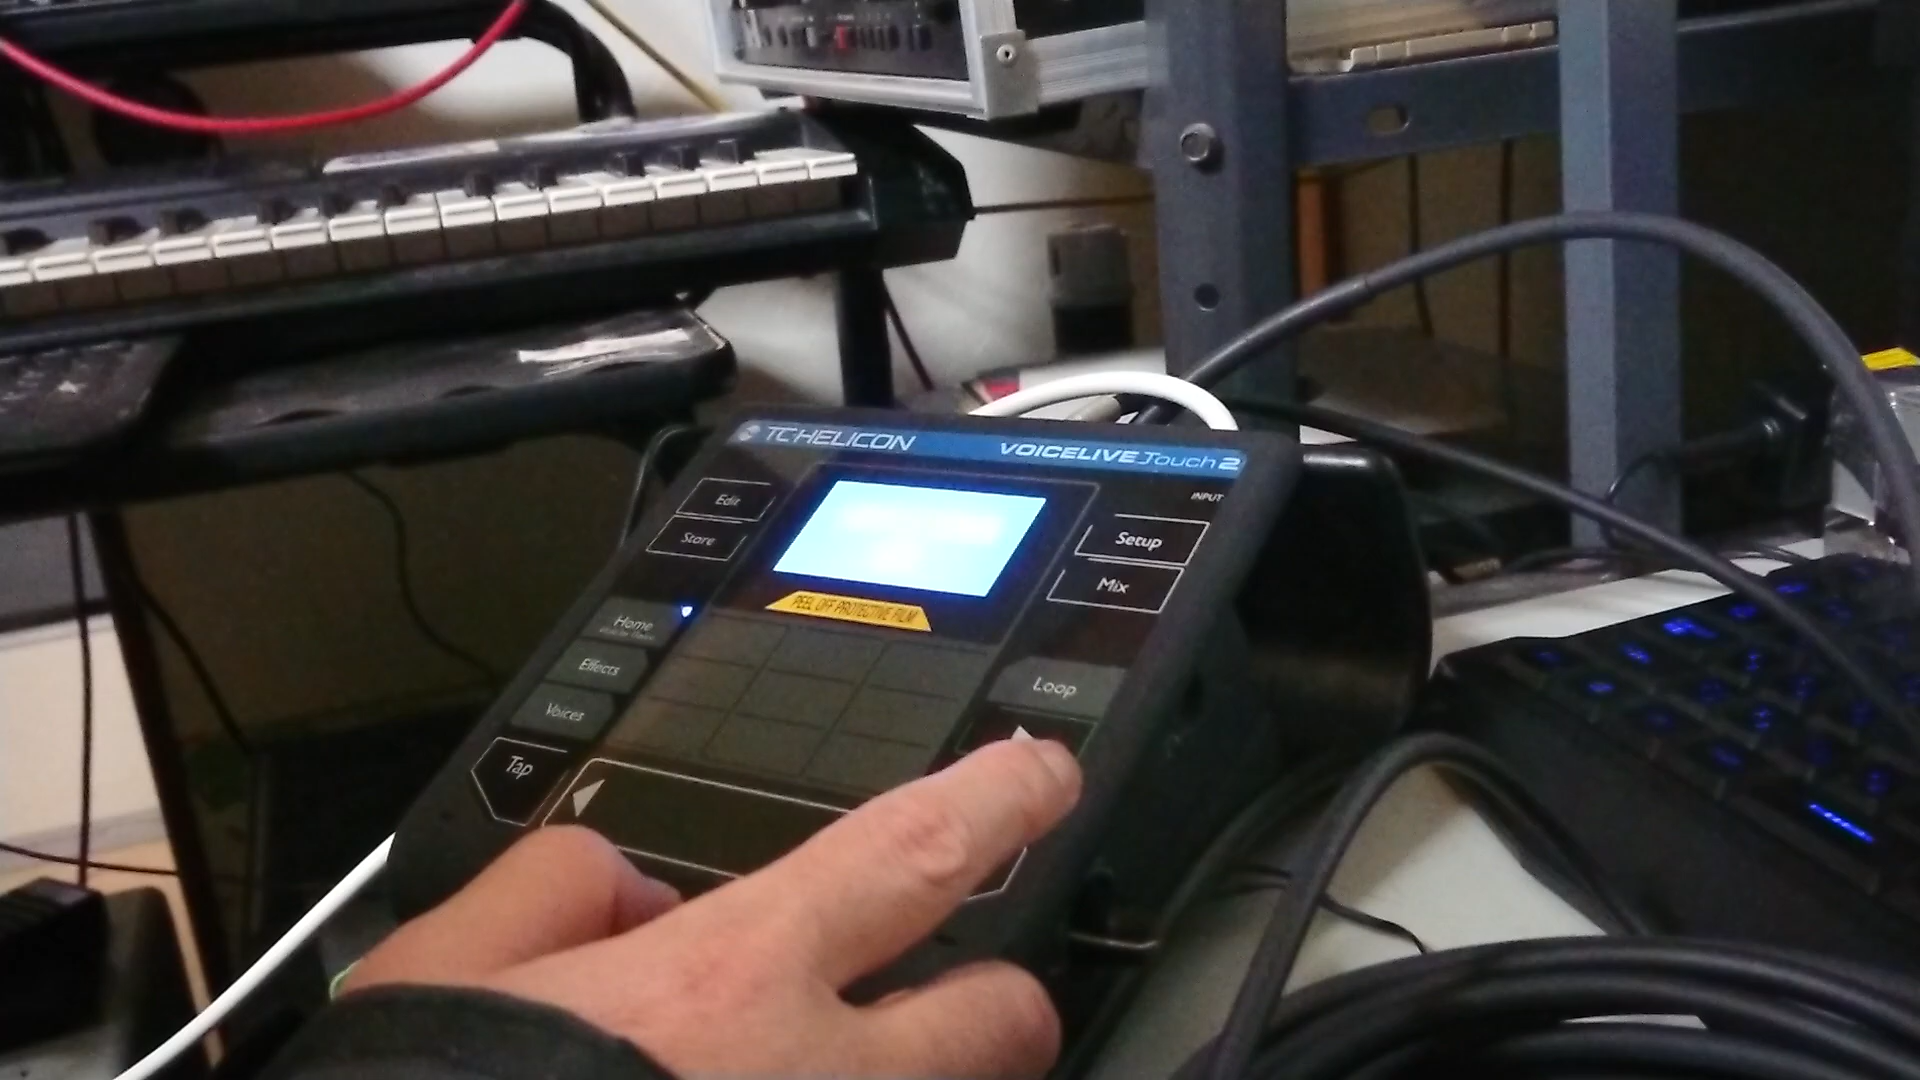 TC·HELICON
VOICELIVE Touch 2
INPUT
Edit
Store
Setup
Mix
PEEL OFF PROTECTIVE FILM
Home
Effects
Voices
Loop
Tap